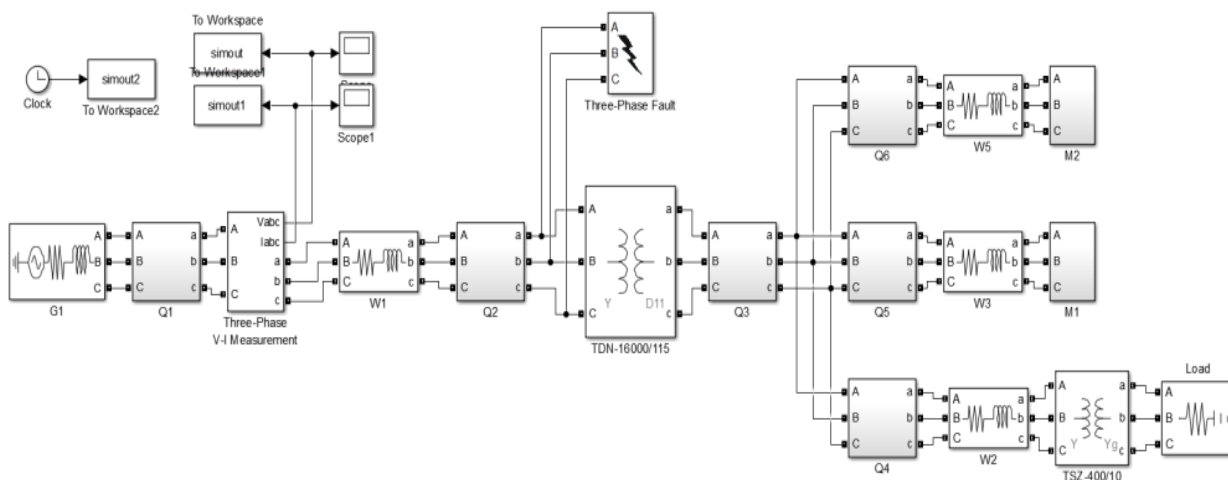 To Workspace
simout
To Workspace1
simout1
Scope1
Clock
simout2
To Workspace2
A
B
C
Three-Phase Fault
A
B
C
G1
A
B
C
a
b
c
Q1
A
B
C
Vabc
Iabc
a
b
c
Three-Phase
V-I Measurement
A
B
C
a
b
c
W1
A
B
C
a
b
c
Q2
A
B
C
a
b
c
Y
D11
TDN-16000/115
A
B
C
a
b
c
Q3
A
B
C
a
b
c
Q6
A
B
C
a
b
c
W5
A
B
C
M2
A
B
C
a
b
c
Q5
A
B
C
a
b
c
W3
A
B
C
M1
A
B
C
a
b
c
Q4
A
B
C
a
b
c
W2
A
B
C
a
b
c
Y
Yg
TSZ-400/10
Load
A
B
C